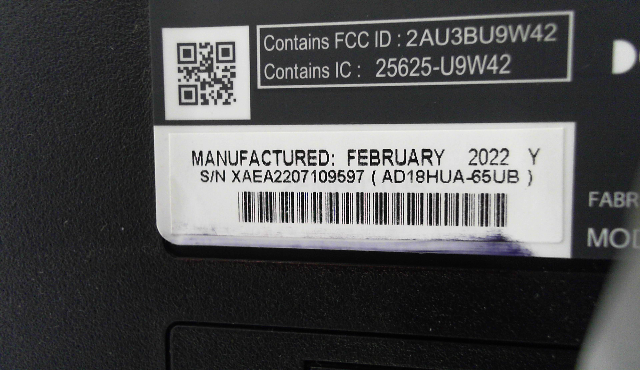 Contains FCC ID : 2AU3BU9W42
Contains IC : 25625-U9W42
MANUFACTURED: FEBRUARY 2022 Y
S/N XAEA2207109597 ( AD18HUA-65UB )
FABR
MOD